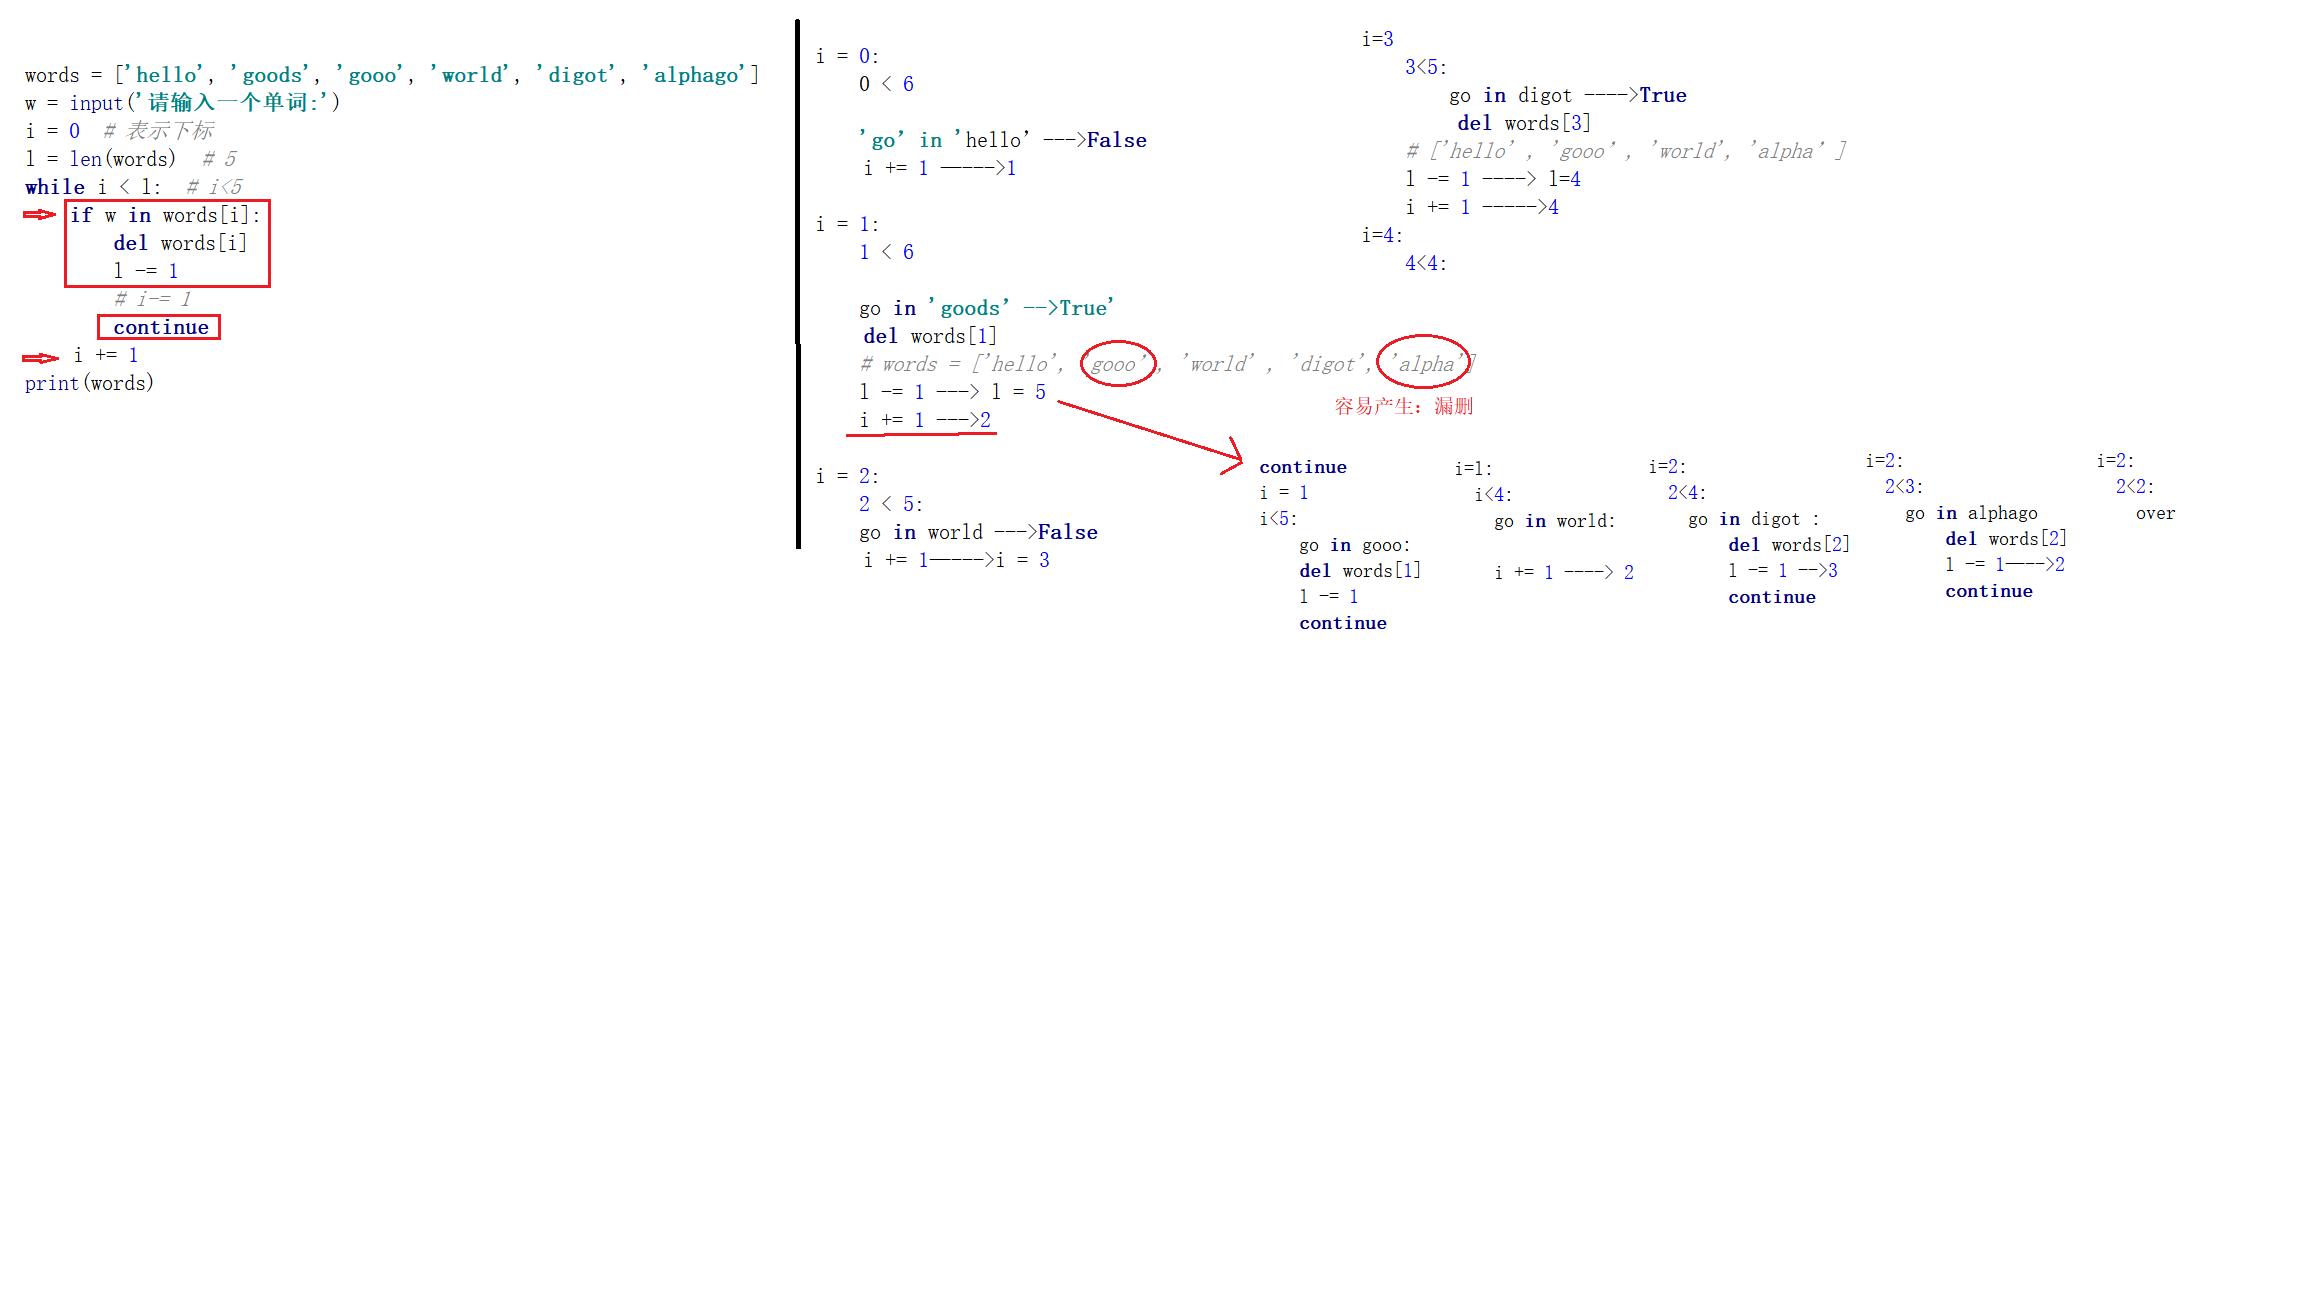 words = ['hello', 'goods', 'gooo', 'world', 'digot', 'alphago']
w = input('请输入一个单词:')
i = 0  # 表示下标
l = len(words)  # 5
while i < l:  # i<5
if w in words[i]:
del words[i]
l -= 1
# i-= 1
continue
i += 1
print(words)
i = 0:
0 < 6
'go' in 'hello' --->False
i += 1 ----->1
i = 1:
1 < 6
go in 'goods' -->True'
del words[1]
# words = ['hello', 'gooo', 'world', 'digot', 'alpha']
l -= 1 ---> l = 5
i += 1 --->2
容易产生：漏删
i = 2:
2 < 5:
go in world --->False
i += 1----->i = 3
i=3
3<5:
go in digot ---->True
del words[3]
# ['hello', 'gooo', 'world', 'alpha']
l -= 1 ----> l=4
i += 1 ----->4
i=4:
4<4:
continue
i = 1
i<5:
go in gooo:
del words[1]
l -= 1
continue
i=1:
i<4:
go in world:
i += 1 ----> 2
i=2:
2<4:
go in digot :
del words[2]
l -= 1 -->3
continue
i=2:
2<3:
go in alphago
del words[2]
l -= 1---->2
continue
i=2:
2<2:
over